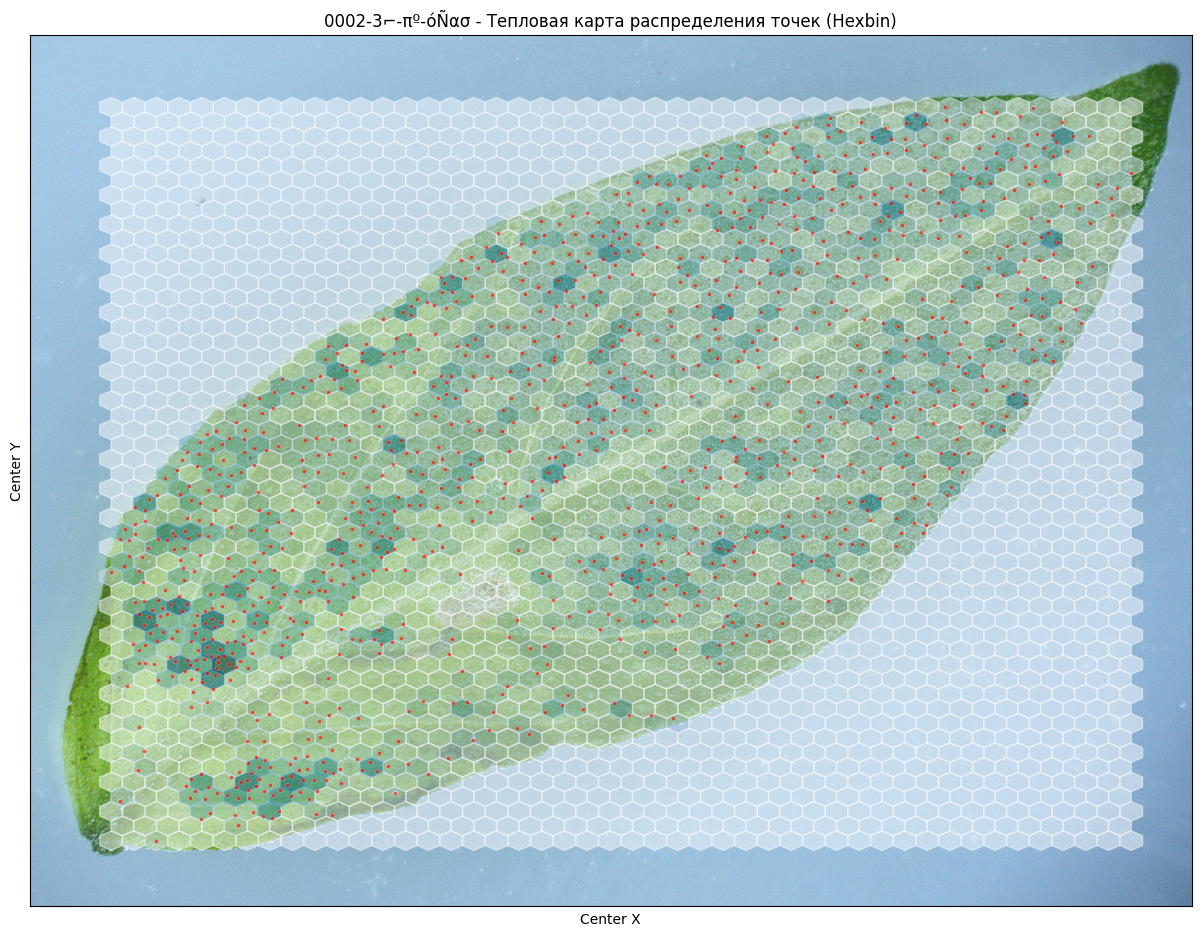 0002-3⌐-πº-óÑασ - Тепловая карта распределения точек (Hexbin)
Center Y
Center X